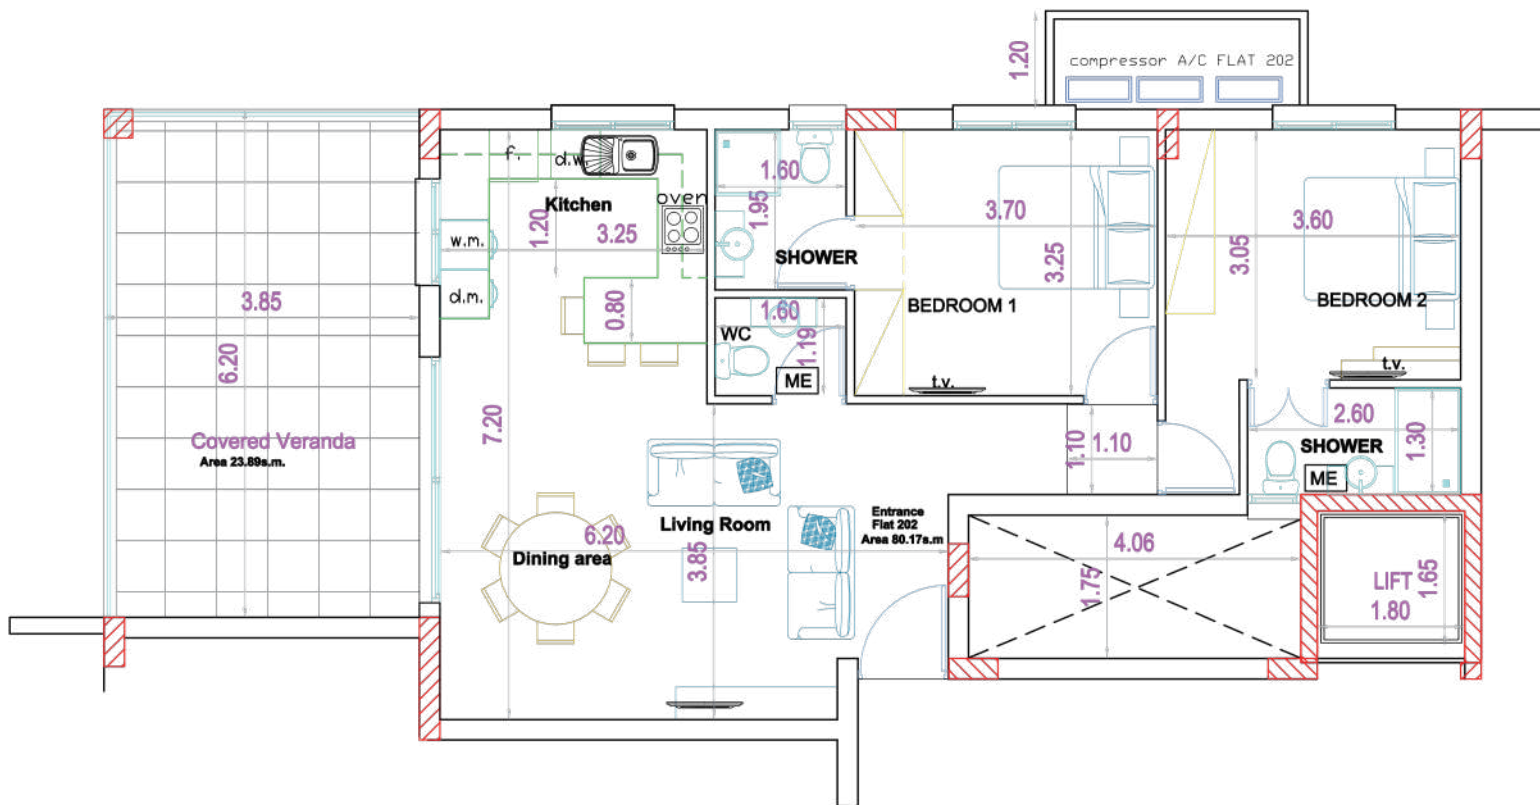 1.20
compressor A/C FLAT 202
f.
d.w.
oven
Kitchen
1.20
3.25
w.m.
d.m.
0.80
1.60
1.95
SHOWER
3.70
3.25
BEDROOM 1
t.v.
3.60
3.05
BEDROOM 2
t.v.
1.60
WC
1.19
ME
3.85
6.20
Covered Veranda
Area 23.89s.m.
7.20
1.10
1.10
2.60
SHOWER
1.30
ME
Living Room
6.20
Dining area
3.85
Entrance
Flat 202
Area 80.17s.m
4.06
1.75
LIFT
1.65
1.80